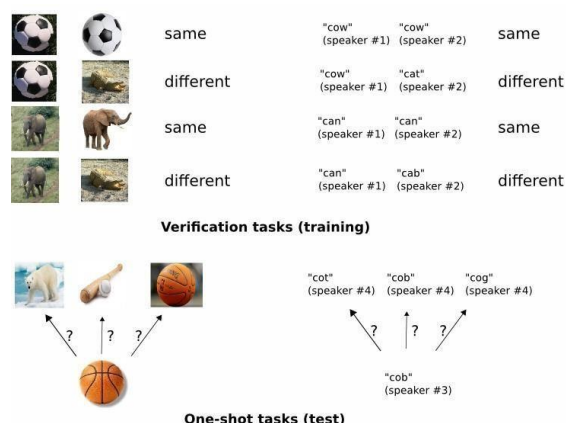 same
"cow" "cow"
(speaker #1) (speaker #2)
same
different
"cow" "cat"
(speaker #1) (speaker #2)
different
same
"can" "can"
(speaker #1) (speaker #2)
same
different
"can" "cab"
(speaker #1) (speaker #2)
different
Verification tasks (training)
? ? ?
"cot" "cob" "cog"
(speaker #4) (speaker #4) (speaker #4)
? ? ?
"cob"
(speaker #3)
One-shot tasks (test)